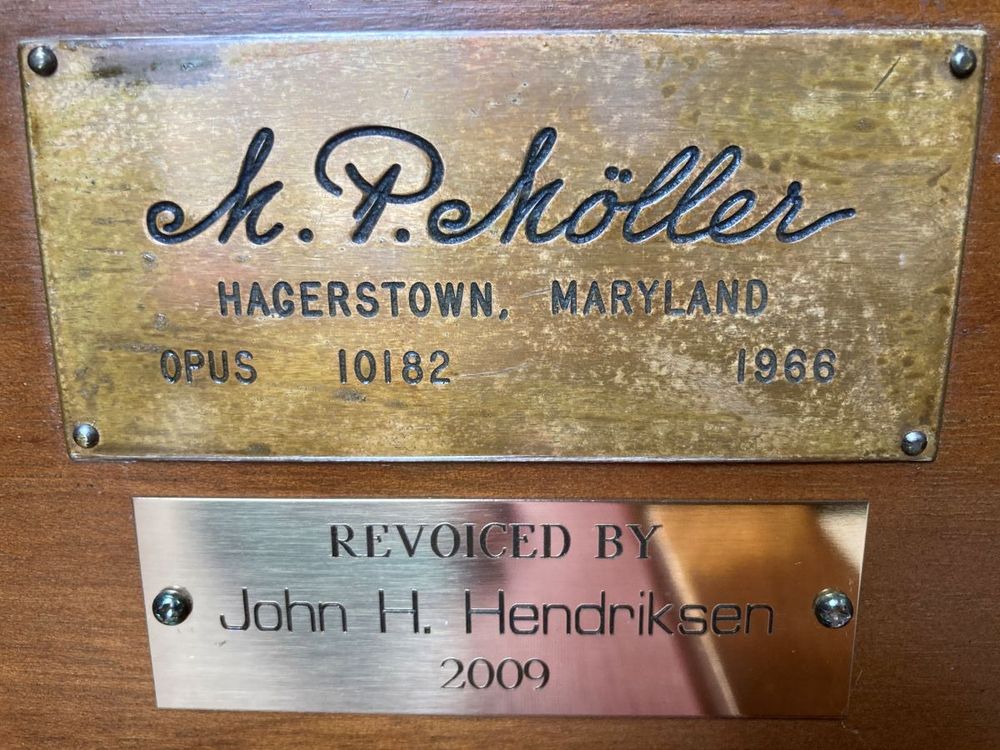 M. P. Möller
HAGERSTOWN, MARYLAND
OPUS 10182 1966
REVOICED BY
John H. Hendriksen
2009